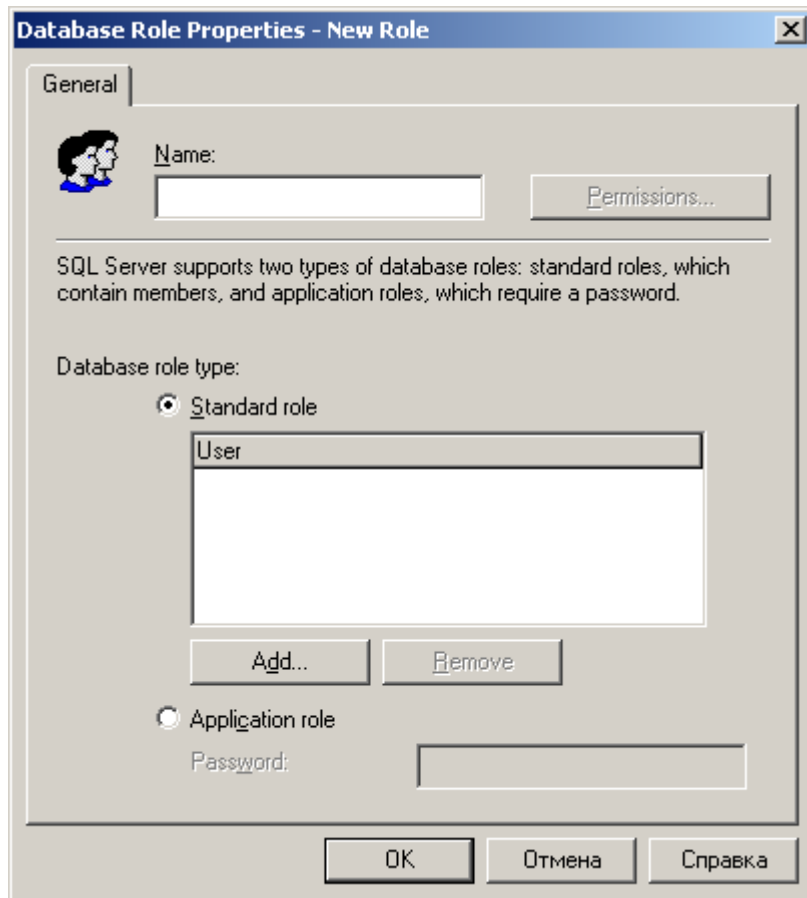 Database Role Properties - New Role
General
Name:
Permissions...
SQL Server supports two types of database roles: standard roles, which
contain members, and application roles, which require a password.
Database role type:
Standard role
User
Add...
Remove
Application role
Password:
OK
Отмена
Справка